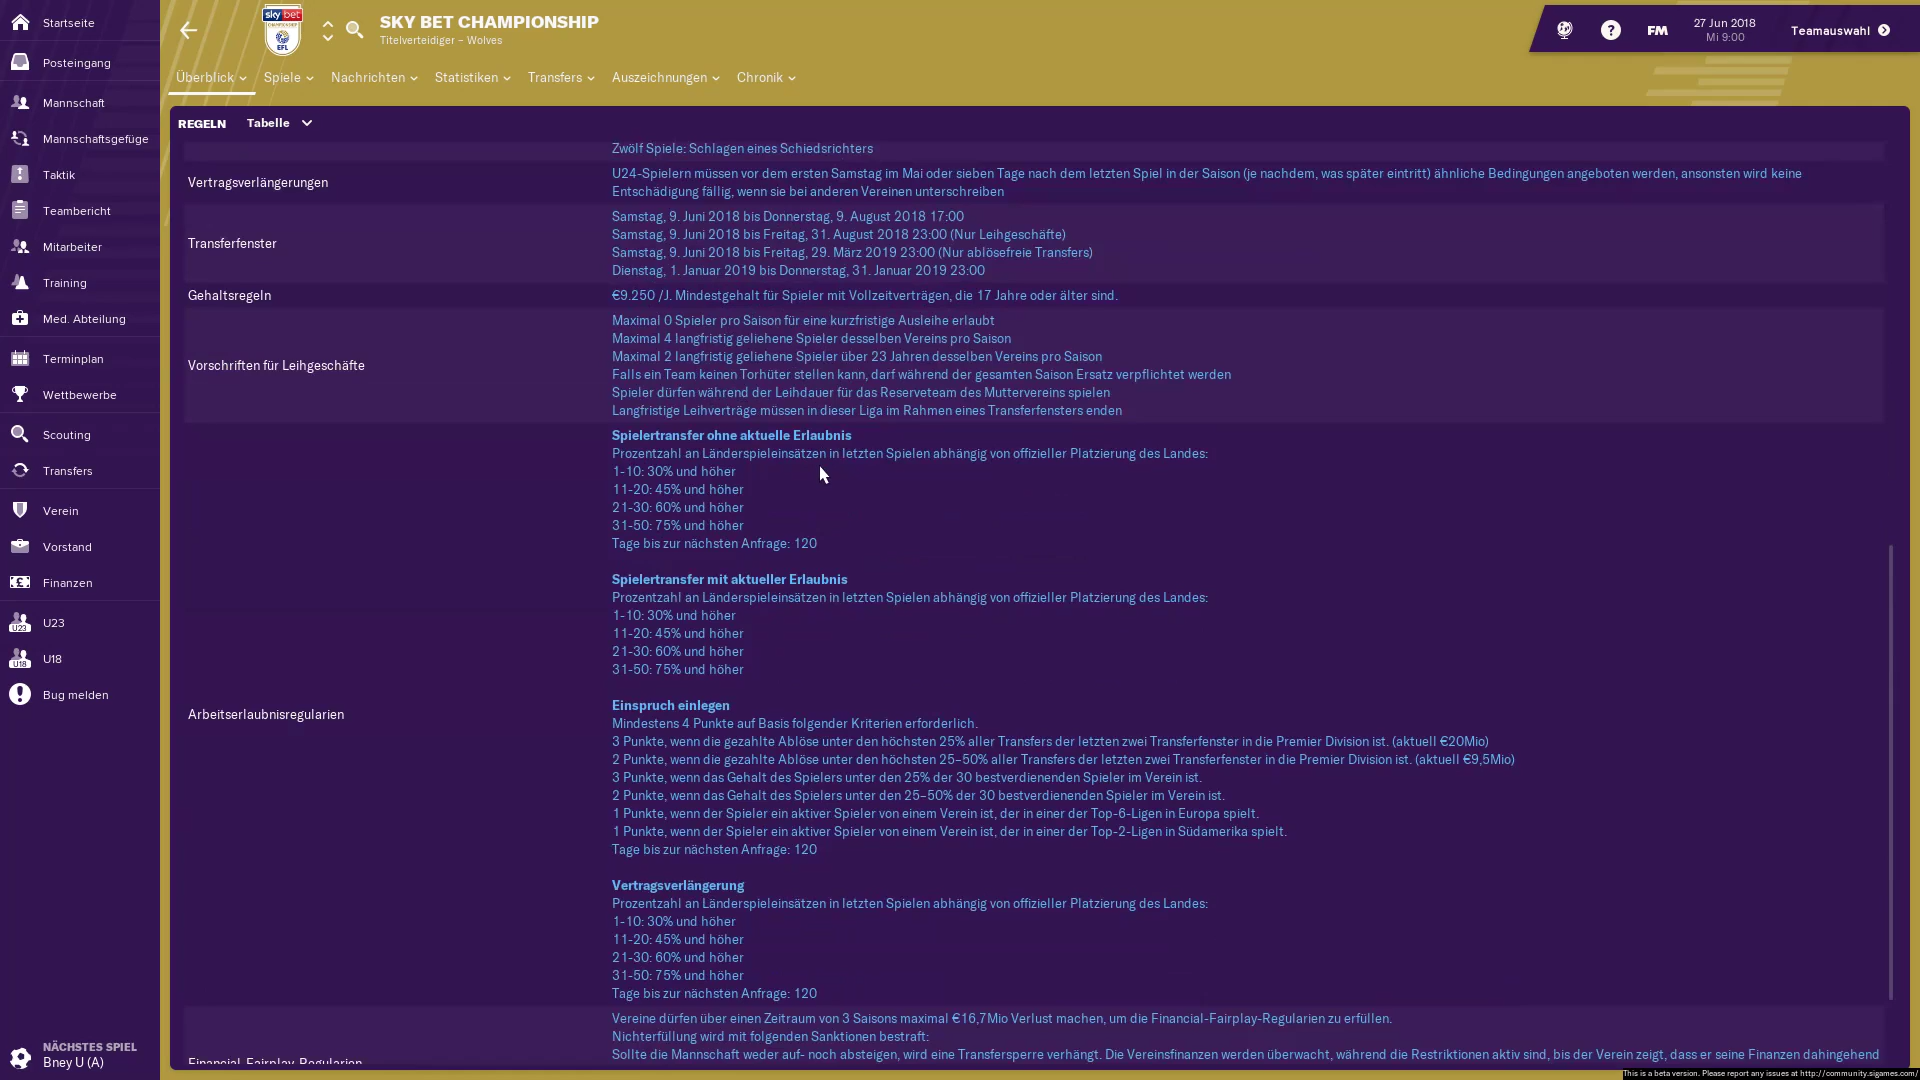 Startseite
Posteingang
Mannschaft
Mannschaftsgefüge
Taktik
Teambericht
Mitarbeiter
Training
Med. Abteilung
Terminplan
Wettbewerbe
Scouting
Transfers
Verein
Vorstand
Finanzen
U23
U23
U18
U18
Bug melden
NÄCHSTES SPIEL
Bney U (A)
sky bet
CHAMPIONSHIP
EFL
SKY BET CHAMPIONSHIP
Titelverteidiger – Wolves
FM
27 Jun 2018
Mi 9:00
Teamauswahl
Überblick
Spiele
Nachrichten
Statistiken
Transfers
Auszeichnungen
Chronik
REGELN
Tabelle
Zwölf Spiele: Schlagen eines Schiedsrichters
Vertragsverlängerungen
U24-Spielern müssen vor dem ersten Samstag im Mai oder sieben Tage nach dem letzten Spiel in der Saison (je nachdem, was später eintritt) ähnliche Bedingungen angeboten werden, ansonsten wird keine
Entschädigung fällig, wenn sie bei anderen Vereinen unterschreiben
Transferfenster
Samstag, 9. Juni 2018 bis Donnerstag, 9. August 2018 17:00
Samstag, 9. Juni 2018 bis Freitag, 31. August 2018 23:00 (Nur Leihgeschäfte)
Samstag, 9. Juni 2018 bis Freitag, 29. März 2019 23:00 (Nur ablösefreie Transfers)
Dienstag, 1. Januar 2019 bis Donnerstag, 31. Januar 2019 23:00
Gehaltsregeln
€9.250 /J. Mindestgehalt für Spieler mit Vollzeitverträgen, die 17 Jahre oder älter sind.
Vorschriften für Leihgeschäfte
Maximal 0 Spieler pro Saison für eine kurzfristige Ausleihe erlaubt
Maximal 4 langfristig geliehene Spieler desselben Vereins pro Saison
Maximal 2 langfristig geliehene Spieler über 23 Jahren desselben Vereins pro Saison
Falls ein Team keinen Torhüter stellen kann, darf während der gesamten Saison Ersatz verpflichtet werden
Spieler dürfen während der Leihdauer für das Reserveteam des Muttervereins spielen
Langfristige Leihverträge müssen in dieser Liga im Rahmen eines Transferfensters enden
Arbeitserlaubnisregularien
Spielertransfer ohne aktuelle Erlaubnis
Prozentzahl an Länderspieleinsätzen in letzten Spielen abhängig von offizieller Platzierung des Landes:
1-10: 30% und höher
11-20: 45% und höher
21-30: 60% und höher
31-50: 75% und höher
Tage bis zur nächsten Anfrage: 120
Spielertransfer mit aktueller Erlaubnis
Prozentzahl an Länderspieleinsätzen in letzten Spielen abhängig von offizieller Platzierung des Landes:
1-10: 30% und höher
11-20: 45% und höher
21-30: 60% und höher
31-50: 75% und höher
Einspruch einlegen
Mindestens 4 Punkte auf Basis folgender Kriterien erforderlich.
3 Punkte, wenn die gezahlte Ablöse unter den höchsten 25% aller Transfers der letzten zwei Transferfenster in die Premier Division ist. (aktuell €20Mio)
2 Punkte, wenn die gezahlte Ablöse unter den höchsten 25–50% aller Transfers der letzten zwei Transferfenster in die Premier Division ist. (aktuell €9,5Mio)
3 Punkte, wenn das Gehalt des Spielers unter den 25% der 30 bestverdienenden Spieler im Verein ist.
2 Punkte, wenn das Gehalt des Spielers unter den 25–50% der 30 bestverdienenden Spieler im Verein ist.
1 Punkte, wenn der Spieler ein aktiver Spieler von einem Verein ist, der in einer der Top-6-Ligen in Europa spielt.
1 Punkte, wenn der Spieler ein aktiver Spieler von einem Verein ist, der in einer der Top-2-Ligen in Südamerika spielt.
Tage bis zur nächsten Anfrage: 120
Vertragsverlängerung
Prozentzahl an Länderspieleinsätzen in letzten Spielen abhängig von offizieller Platzierung des Landes:
1-10: 30% und höher
11-20: 45% und höher
21-30: 60% und höher
31-50: 75% und höher
Tage bis zur nächsten Anfrage: 120
Financial-Fairplay-Regularien
Vereine dürfen über einen Zeitraum von 3 Saisons maximal €16,7Mio Verlust machen, um die Financial-Fairplay-Regularien zu erfüllen.
Nichterfüllung wird mit folgenden Sanktionen bestraft:
Sollte die Mannschaft weder auf- noch absteigen, wird eine Transfersperre verhängt. Die Vereinsfinanzen werden überwacht, während die Restriktionen aktiv sind, bis der Verein zeigt, dass er seine Finanzen dahingehend
This is a beta version. Please report any issues at http://community.sigames.com/